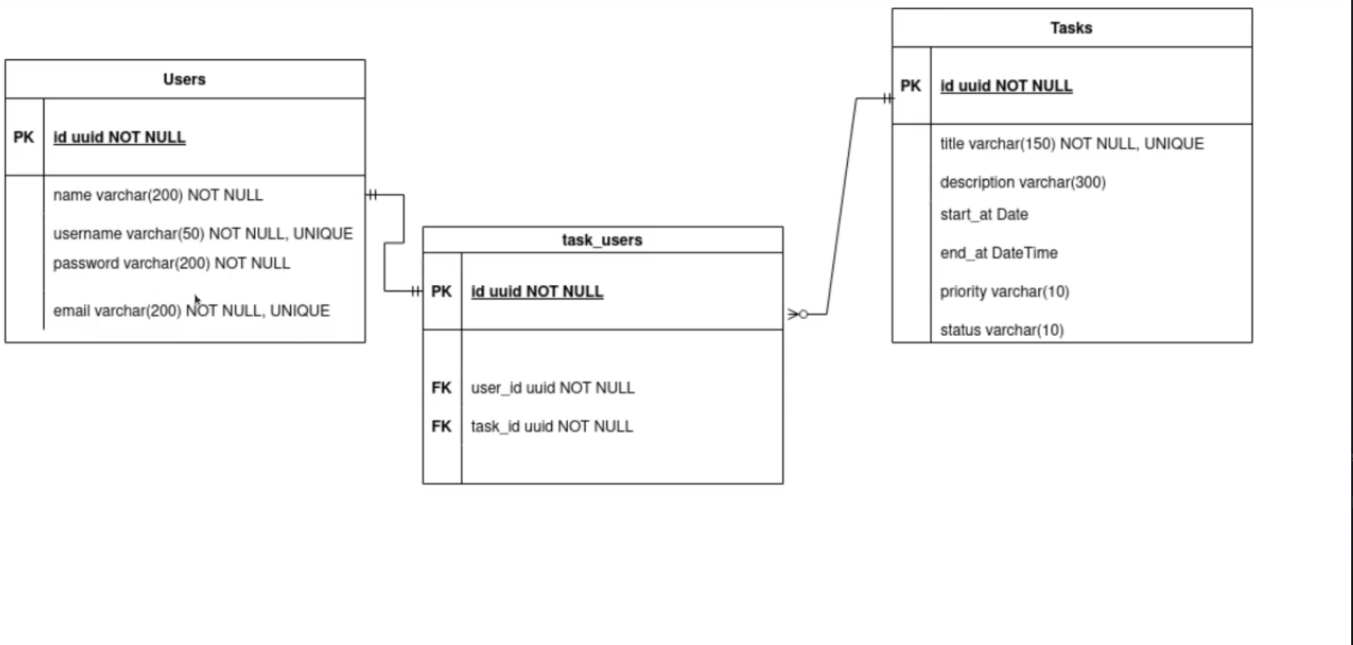 Users
PK id uuid NOT NULL
name varchar(200) NOT NULL
username varchar(50) NOT NULL, UNIQUE
password varchar(200) NOT NULL
email varchar(200) NOT NULL, UNIQUE
task_users
PK id uuid NOT NULL
FK user_id uuid NOT NULL
FK task_id uuid NOT NULL
Tasks
PK id uuid NOT NULL
title varchar(150) NOT NULL, UNIQUE
description varchar(300)
start_at Date
end_at DateTime
priority varchar(10)
status varchar(10)